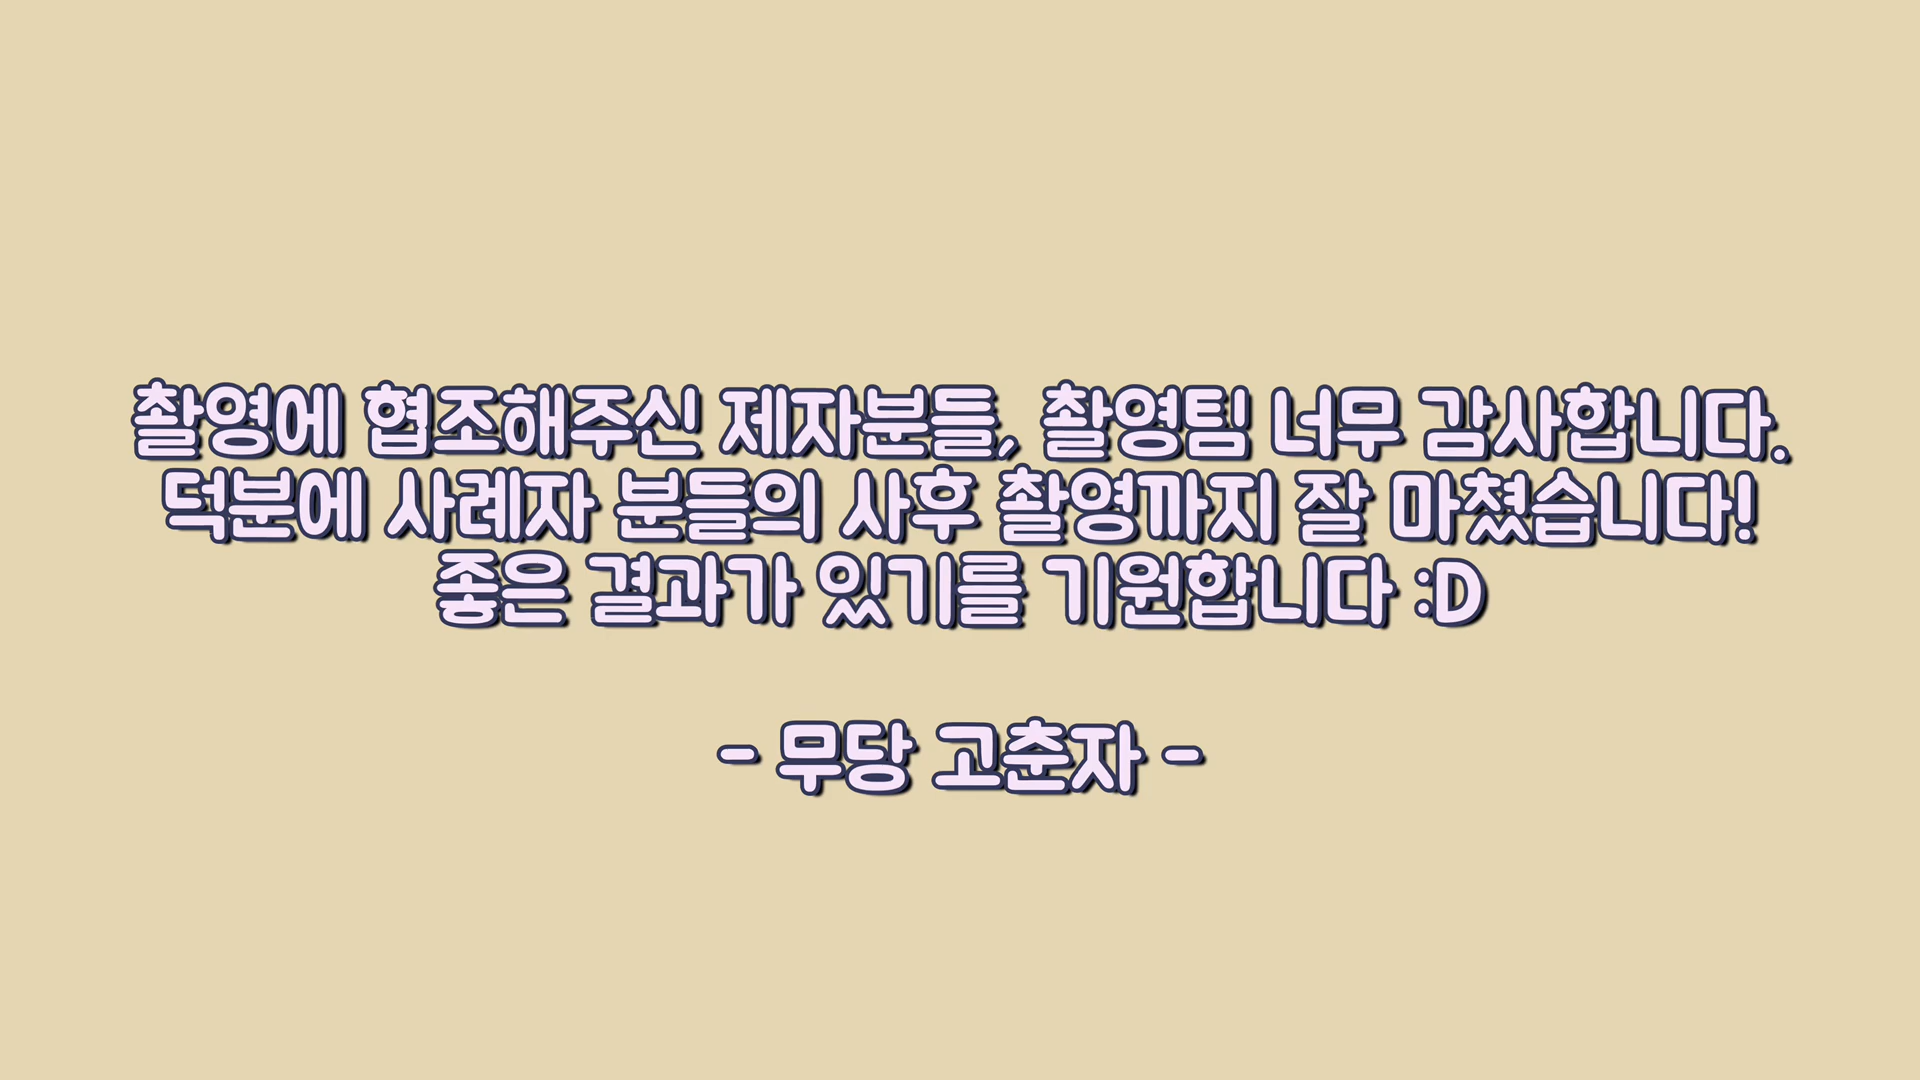 촬영에 협조해주신 제자분들, 촬영팀 너무 감사합니다.
덕분에 사례자 분들의 사후 촬영까지 잘 마쳤습니다!
좋은 결과가 있기를 기원합니다 :D
- 무당 고춘자 -